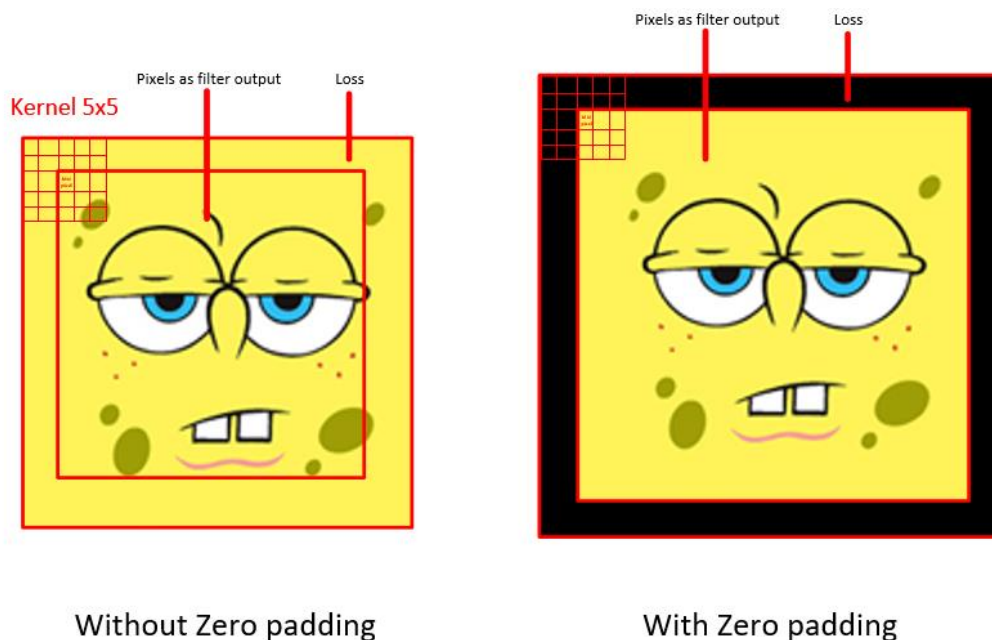 Pixels as filter output
Loss
Kernel 5x5
Pixels as filter output
Loss
Without Zero padding
With Zero padding